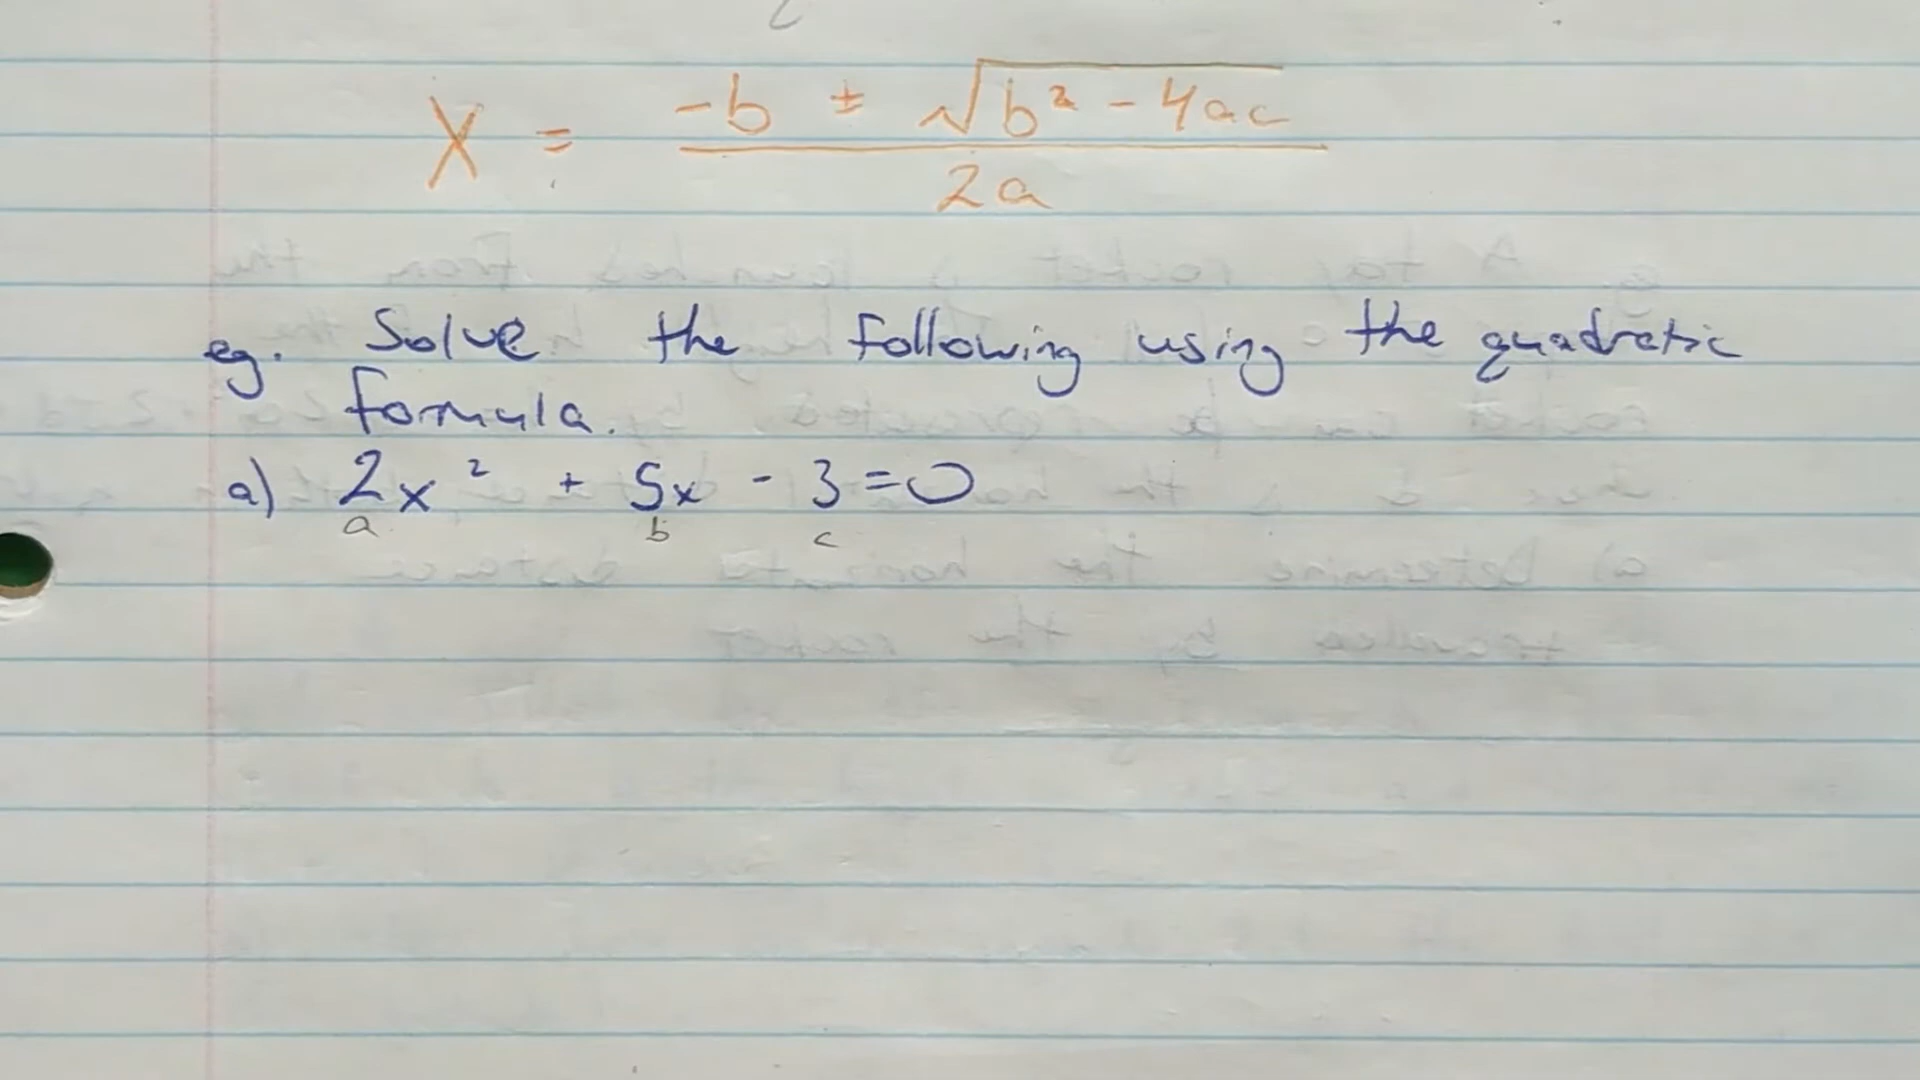 X = -b ± √b² - 4ac / 2a
eg. Solve the following using the quadratic
formula.
a) 2x² + 5x - 3 = 0
a b c